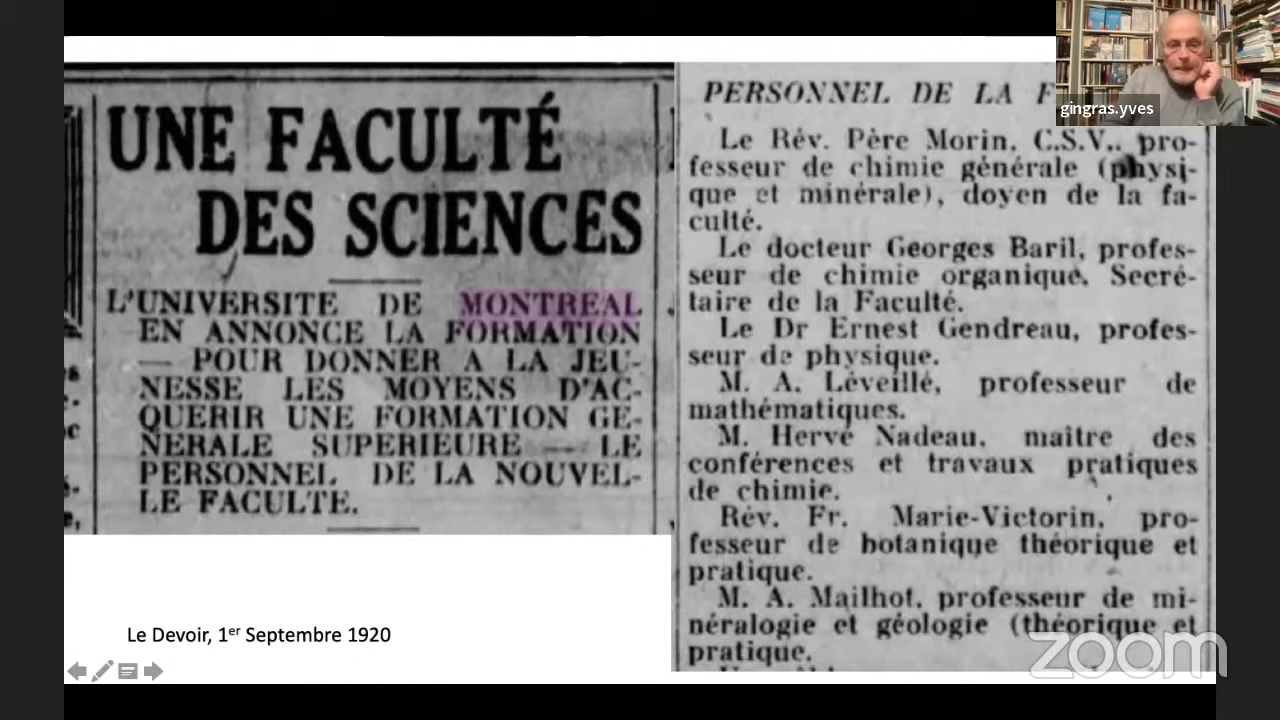 UNE FACULTÉ
DES SCIENCES
L'UNIVERSITE DE MONTREAL
EN ANNONCE LA FORMATION
— POUR DONNER A LA JEU-
NESSE LES MOYENS D'AC-
QUERIR UNE FORMATION GE-
NERALE SUPERIEURE — LE
PERSONNEL DE LA NOUVEL-
LE FACULTE.
Le Devoir, 1er Septembre 1920
PERSONNEL DE LA F
Le Rév. Père Morin, C.S.V., pro-
fesseur de chimie générale (physi-
que et minérale), doyen de la fa-
culté.
Le docteur Georges Baril, profes-
seur de chimie organique, Secré-
taire de la Faculté.
Le Dr Ernest Gendreau, profes-
seur de physique.
M. A. Léveillé, professeur de
mathématiques.
M. Hervé Nadeau, maître des
conférences et travaux pratiques
de chimie.
Rév. Fr. Marie-Victorin, pro-
fesseur de botanique théorique et
pratique.
M. A. Mailhot, professeur de mi-
néralogie et géologie (théorique et
pratique.
gingras.yves
zoom